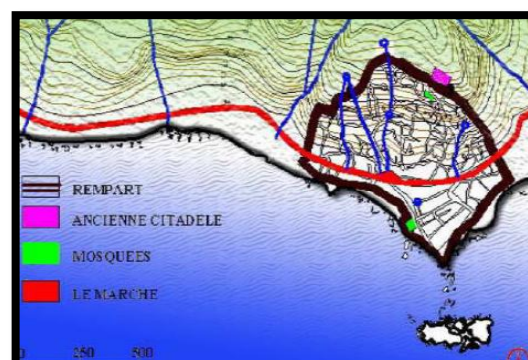 REMPART
ANCIENNE CITADELE
MOSQUEES
LE MARCHE
0 250 500